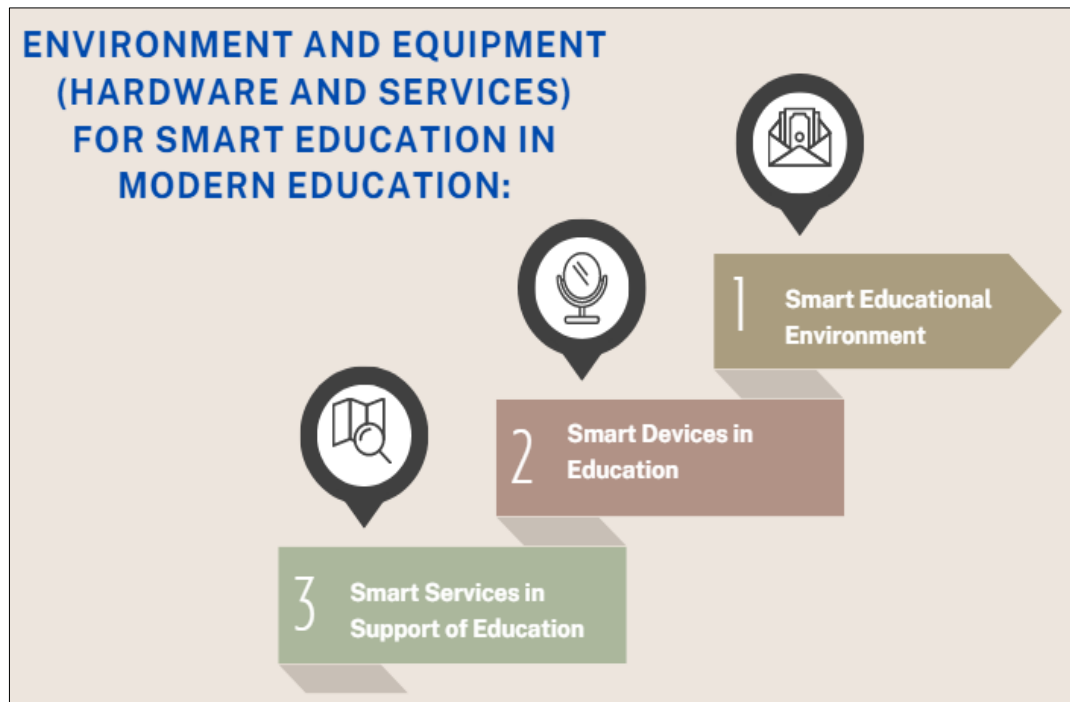 ENVIRONMENT AND EQUIPMENT
(HARDWARE AND SERVICES)
FOR SMART EDUCATION IN
MODERN EDUCATION:
1
Smart Educational
Environment
2
Smart Devices in
Education
3
Smart Services in
Support of Education